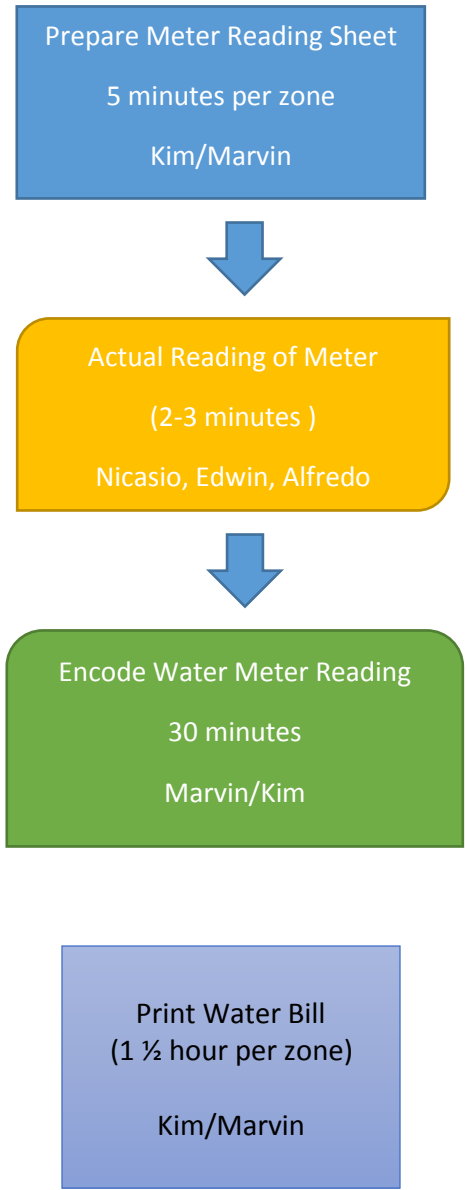 Prepare Meter Reading Sheet
5 minutes per zone
Kim/Marvin
Actual Reading of Meter
(2-3 minutes )
Nicasio, Edwin, Alfredo
Encode Water Meter Reading
30 minutes
Marvin/Kim
Print Water Bill
(1 ½ hour per zone)
Kim/Marvin